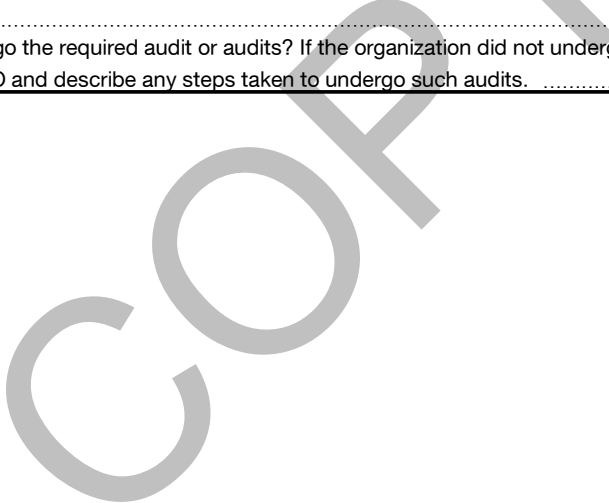 ................................................................................
go the required audit or audits? If the organization did not underg
O and describe any steps taken to undergo such audits. ............
COP